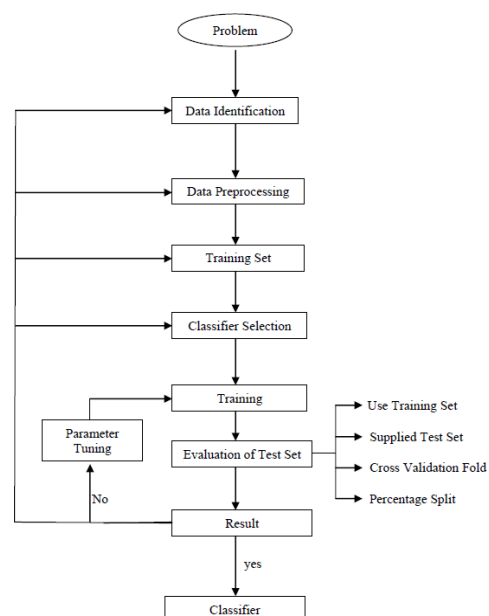 Problem
Data Identification
Data Preprocessing
Training Set
Classifier Selection
Training
Use Training Set
Parameter
Tuning
Supplied Test Set
Evaluation of Test Set
Cross Validation Fold
Percentage Split
No
Result
yes
Classifier